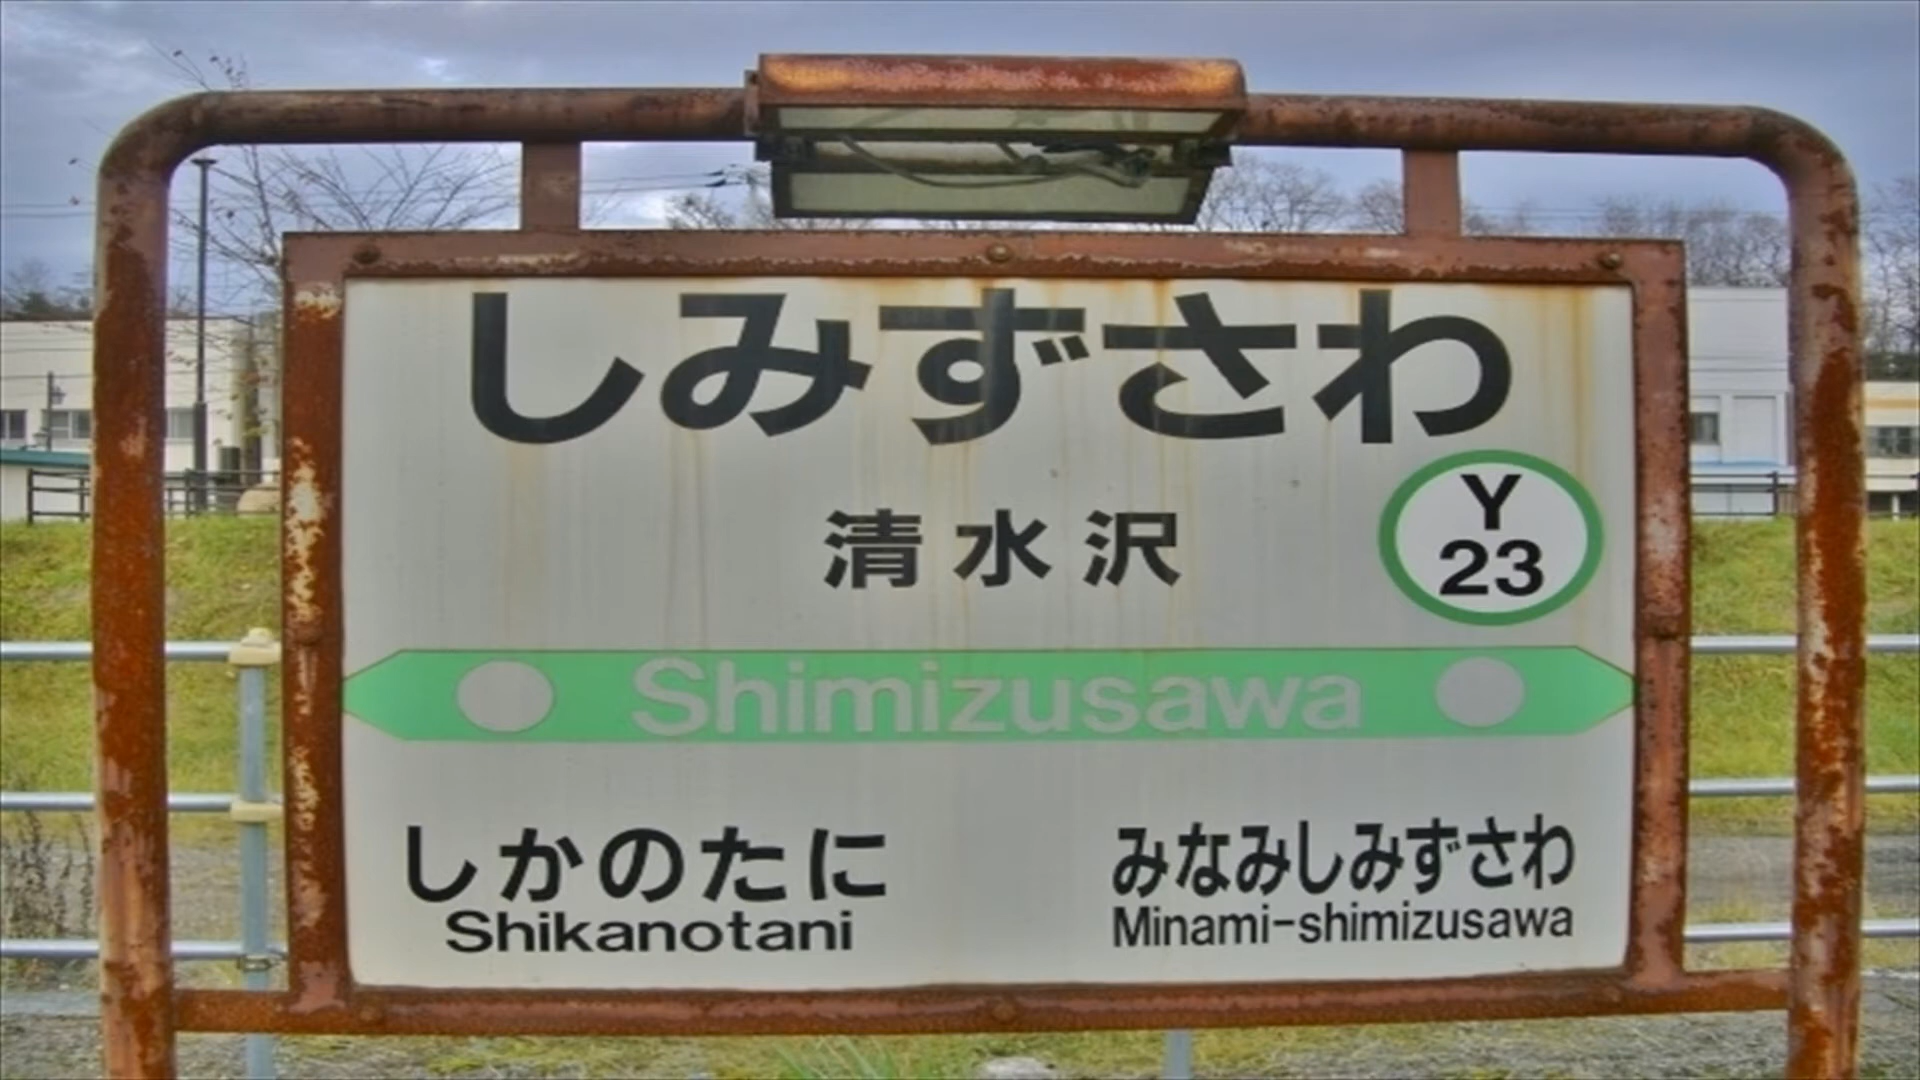 しみずさわ
清水沢
Y
23
Shimizusawa
しかのたに
Shikanotani
みなみしみずさわ
Minami-shimizusawa